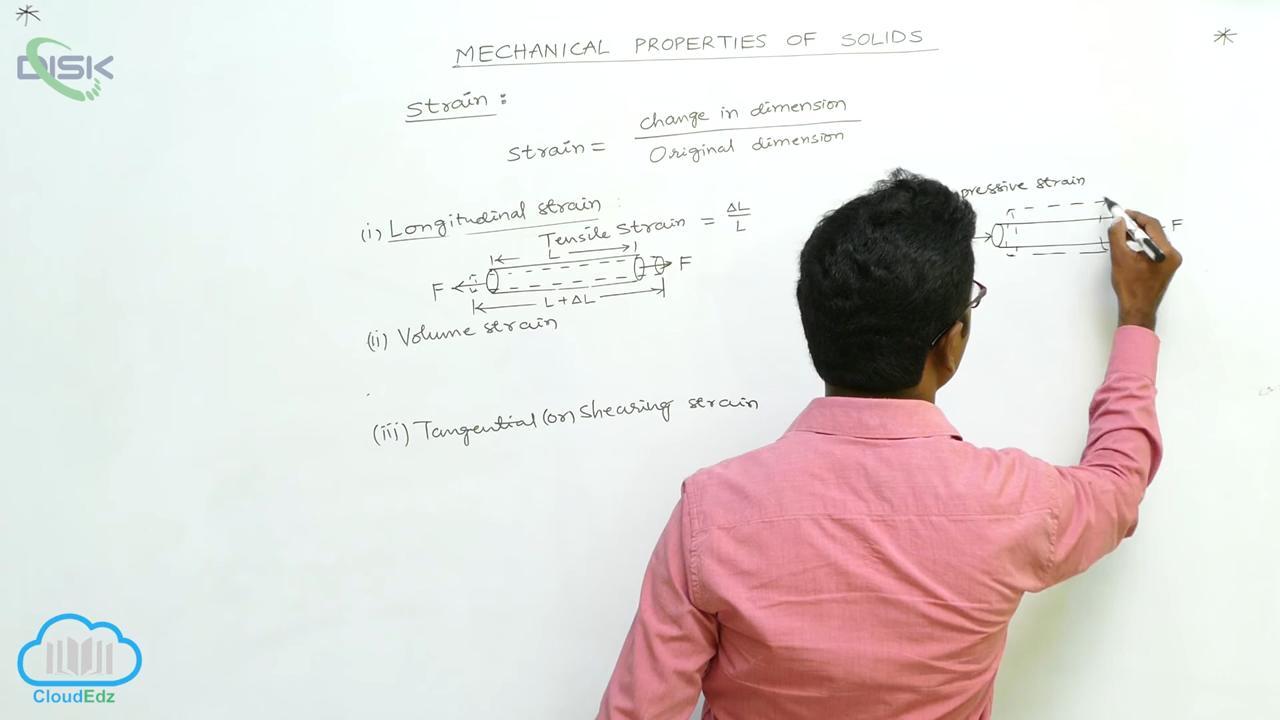 DISK
MECHANICAL PROPERTIES OF SOLIDS
Strain :
Strain = change in dimension
Original dimension
(i) Longitudinal strain
Tensile Strain = ΔL
L
L
F F
L + ΔL
(ii) Volume strain
(iii) Tangential (or) Shearing strain
pressive strain
F
CloudEdz